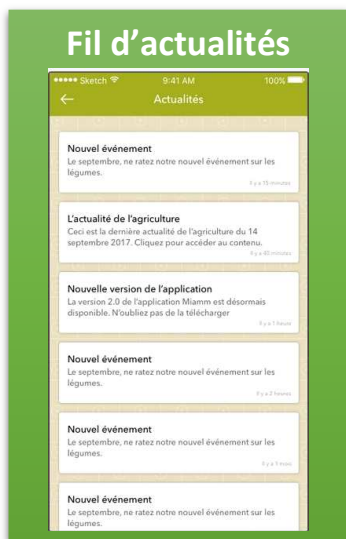 Fil d’actualités
Sketch 9:41 AM 100%
Actualités
Nouvel événement
Le septembre, ne ratez notre nouvel événement sur les
légumes.
Il y a 15 minutes
L'actualité de l'agriculture
Ceci est la dernière actualité de l'agriculture du 14
septembre 2017. Cliquez pour accéder au contenu.
Il y a 45 minutes
Nouvelle version de l'application
La version 2.0 de l'application Miamm est désormais
disponible. N'oubliez pas de la télécharger
Il y a 1 heure
Nouvel événement
Le septembre, ne ratez notre nouvel événement sur les
légumes.
Il y a 2 heures
Nouvel événement
Le septembre, ne ratez notre nouvel événement sur les
légumes.
Il y a 1 mois
Nouvel événement
Le septembre, ne ratez notre nouvel événement sur les
légumes.